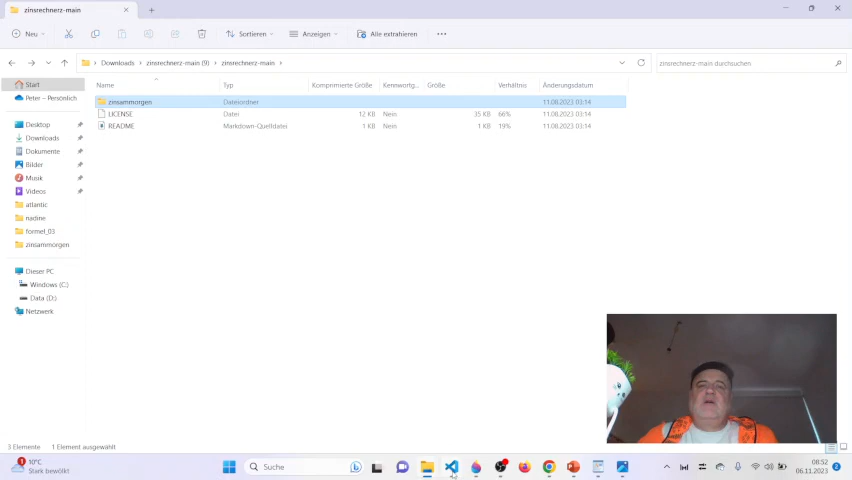 zinsrechnerz-main
Neu
Sortieren
Anzeigen
Alle extrahieren
Downloads > zinsrechnerz-main (9) > zinsrechnerz-main >
zinsrechnerz-main durchsuchen
Start
Peter – Persönlich
Desktop
Downloads
Dokumente
Bilder
Musik
Videos
atlantic
nadine
formel_03
zinsammorgen
Dieser PC
Windows (C:)
Data (D:)
Netzwerk
Name Typ Komprimierte Größe Kennwortg... Größe Verhältnis Änderungsdatum
zinsammorgen Dateiordner 11.08.2023 03:14
LICENSE Datei 12 KB Nein 35 KB 66% 11.08.2023 03:14
README Markdown-Quelldatei 1 KB Nein 1 KB 19% 11.08.2023 03:14
3 Elemente 1 Element ausgewählt
1
10°C
Stark bewölkt
Suche
08:52
06.11.2023
2